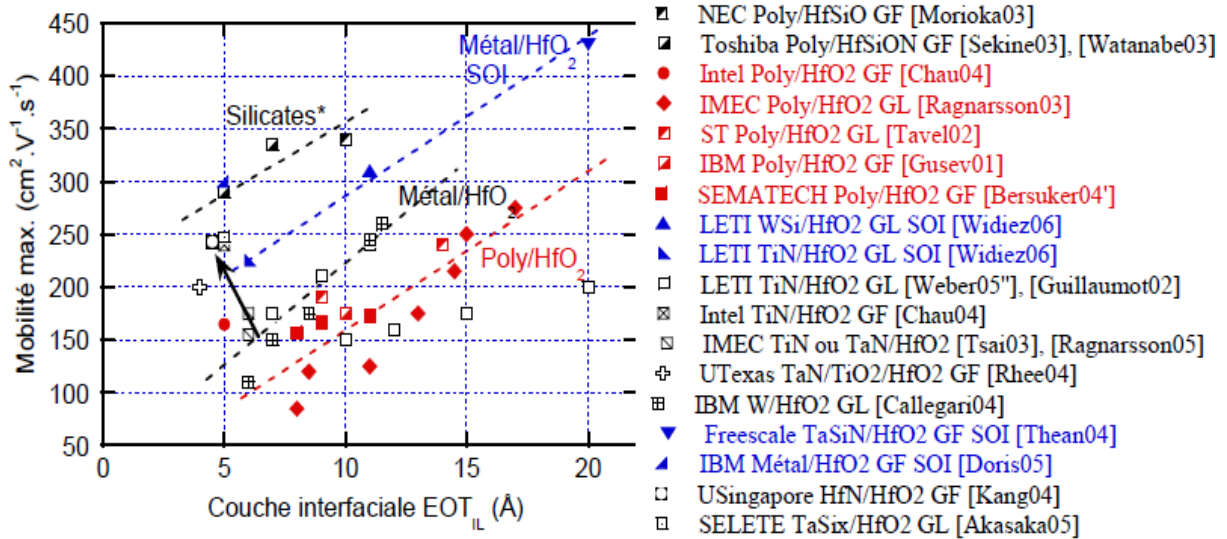 Mobilité max. (cm².V⁻¹.s⁻¹)
450
400
350
300
250
200
150
100
50
0
5
10
15
20
Couche interfaciale EOT_IL (Å)
Métal/HfO₂
SOI
Silicates*
Métal/HfO
Poly/HfO₂
NEC Poly/HfSiO GF [Morioka03]
Toshiba Poly/HfSiON GF [Sekine03], [Watanabe03]
Intel Poly/HfO2 GF [Chau04]
IMEC Poly/HfO2 GL [Ragnarsson03]
ST Poly/HfO2 GL [Tavel02]
IBM Poly/HfO2 GF [Gusev01]
SEMATECH Poly/HfO2 GF [Bersuker04']
LETI WSi/HfO2 GL SOI [Widiez06]
LETI TiN/HfO2 GL SOI [Widiez06]
LETI TiN/HfO2 GL [Weber05"], [Guillaumot02]
Intel TiN/HfO2 GF [Chau04]
IMEC TiN ou TaN/HfO2 [Tsai03], [Ragnarsson05]
UTexas TaN/TiO2/HfO2 GF [Rhee04]
IBM W/HfO2 GL [Callegari04]
Freescale TaSiN/HfO2 GF SOI [Thean04]
IBM Métal/HfO2 GF SOI [Doris05]
USingapore HfN/HfO2 GF [Kang04]
SELETE TaSix/HfO2 GL [Akasaka05]